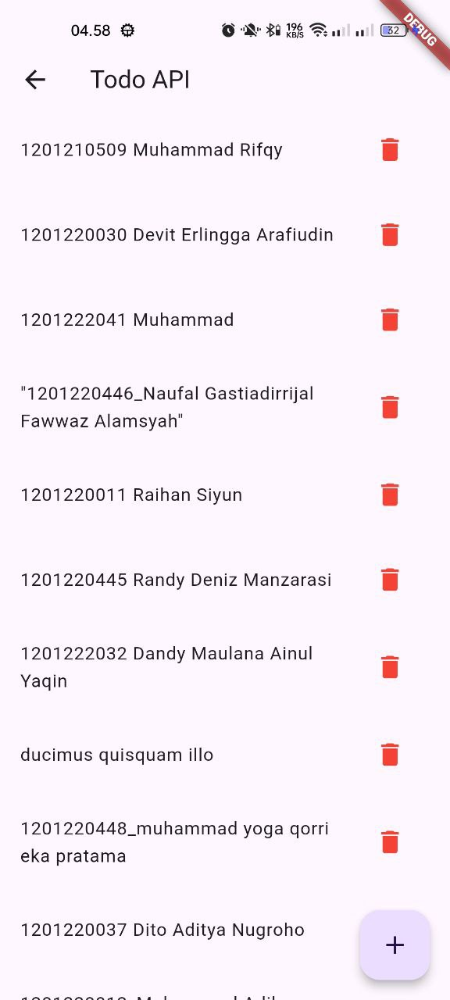 04.58
196
KB/S
32
DEBUG
Todo API
1201210509 Muhammad Rifqy
1201220030 Devit Erlingga Arafiudin
1201222041 Muhammad
"1201220446_Naufal Gastiadirrijal
Fawwaz Alamsyah"
1201220011 Raihan Siyun
1201220445 Randy Deniz Manzarasi
1201222032 Dandy Maulana Ainul
Yaqin
ducimus quisquam illo
1201220448_muhammad yoga qorri
eka pratama
1201220037 Dito Aditya Nugroho